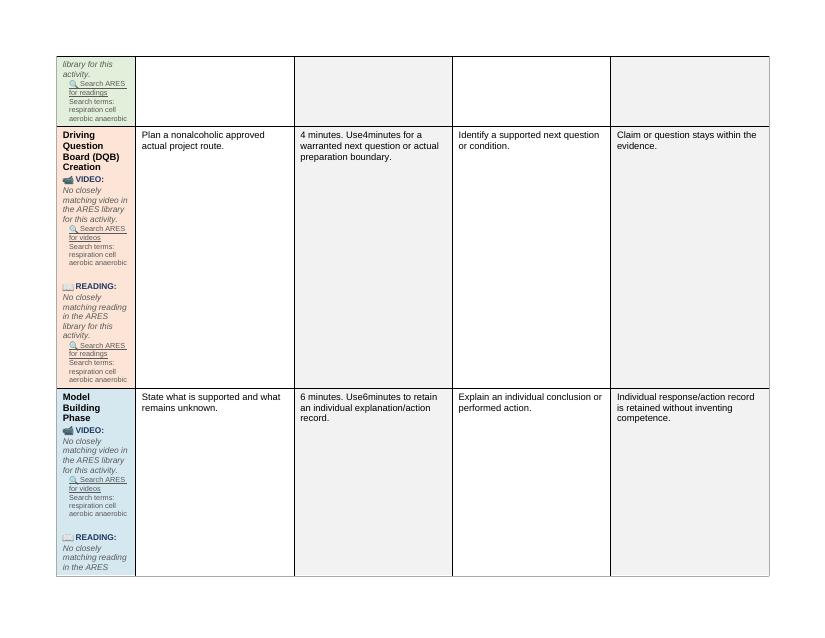 library for this
activity.
🔍 Search ARES
for readings
Search terms:
respiration cell
aerobic anaerobic
Driving
Question
Board (DQB)
Creation
📹 VIDEO:
No closely
matching video in
the ARES library
for this activity.
🔍 Search ARES
for videos
Search terms:
respiration cell
aerobic anaerobic
📖 READING:
No closely
matching reading
in the ARES
library for this
activity.
🔍 Search ARES
for readings
Search terms:
respiration cell
aerobic anaerobic
Plan a nonalcoholic approved
actual project route.
4 minutes. Use4minutes for a
warranted next question or actual
preparation boundary.
Identify a supported next question
or condition.
Claim or question stays within the
evidence.
Model
Building
Phase
📹 VIDEO:
No closely
matching video in
the ARES library
for this activity.
🔍 Search ARES
for videos
Search terms:
respiration cell
aerobic anaerobic
📖 READING:
No closely
matching reading
in the ARES
State what is supported and what
remains unknown.
6 minutes. Use6minutes to retain
an individual explanation/action
record.
Explain an individual conclusion or
performed action.
Individual response/action record
is retained without inventing
competence.